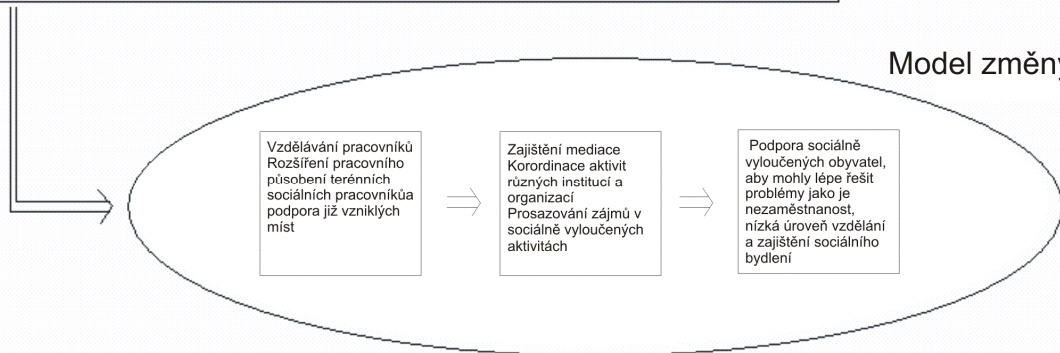 Model změny
Vzdělávání pracovníků
Rozšíření pracovního
působení terénních
sociálních pracovníkůa
podpora již vzniklých
míst
Zajištění mediace
Korordinace aktivit
různých institucí a
organizací
Prosazování zájmů v
sociálně vyloučených
aktivitách
Podpora sociálně
vyloučených obyvatel,
aby mohly lépe řešit
problémy jako je
nezaměstnanost,
nízká úroveň vzdělání
a zajištění sociálního
bydlení